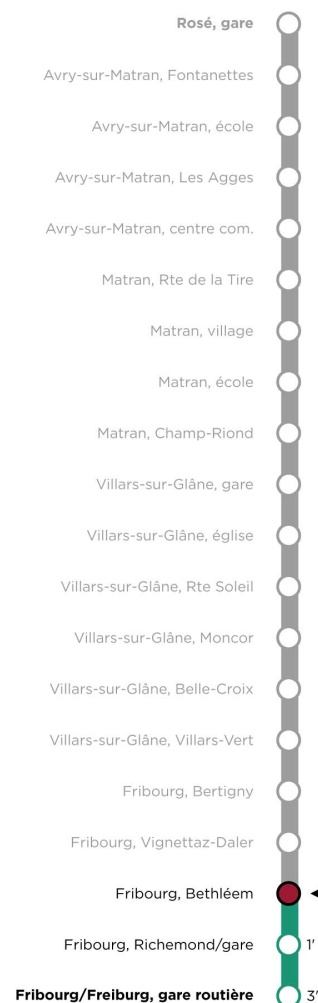 Rosé, gare
Avry-sur-Matran, Fontanettes
Avry-sur-Matran, école
Avry-sur-Matran, Les Agges
Avry-sur-Matran, centre com.
Matran, Rte de la Tire
Matran, village
Matran, école
Matran, Champ-Riond
Villars-sur-Glâne, gare
Villars-sur-Glâne, église
Villars-sur-Glâne, Rte Soleil
Villars-sur-Glâne, Moncor
Villars-sur-Glâne, Belle-Croix
Villars-sur-Glâne, Villars-Vert
Fribourg, Bertigny
Fribourg, Vignettaz-Daler
Fribourg, Bethléem
Fribourg, Richemond/gare 1'
Fribourg/Freiburg, gare routière 3'